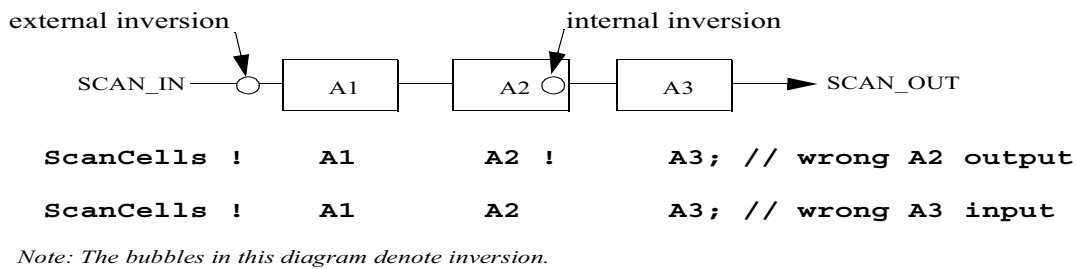 external inversion internal inversion
SCAN_IN A1 A2 A3 SCAN_OUT
ScanCells ! A1 A2 ! A3; // wrong A2 output
ScanCells ! A1 A2 A3; // wrong A3 input
Note: The bubbles in this diagram denote inversion.